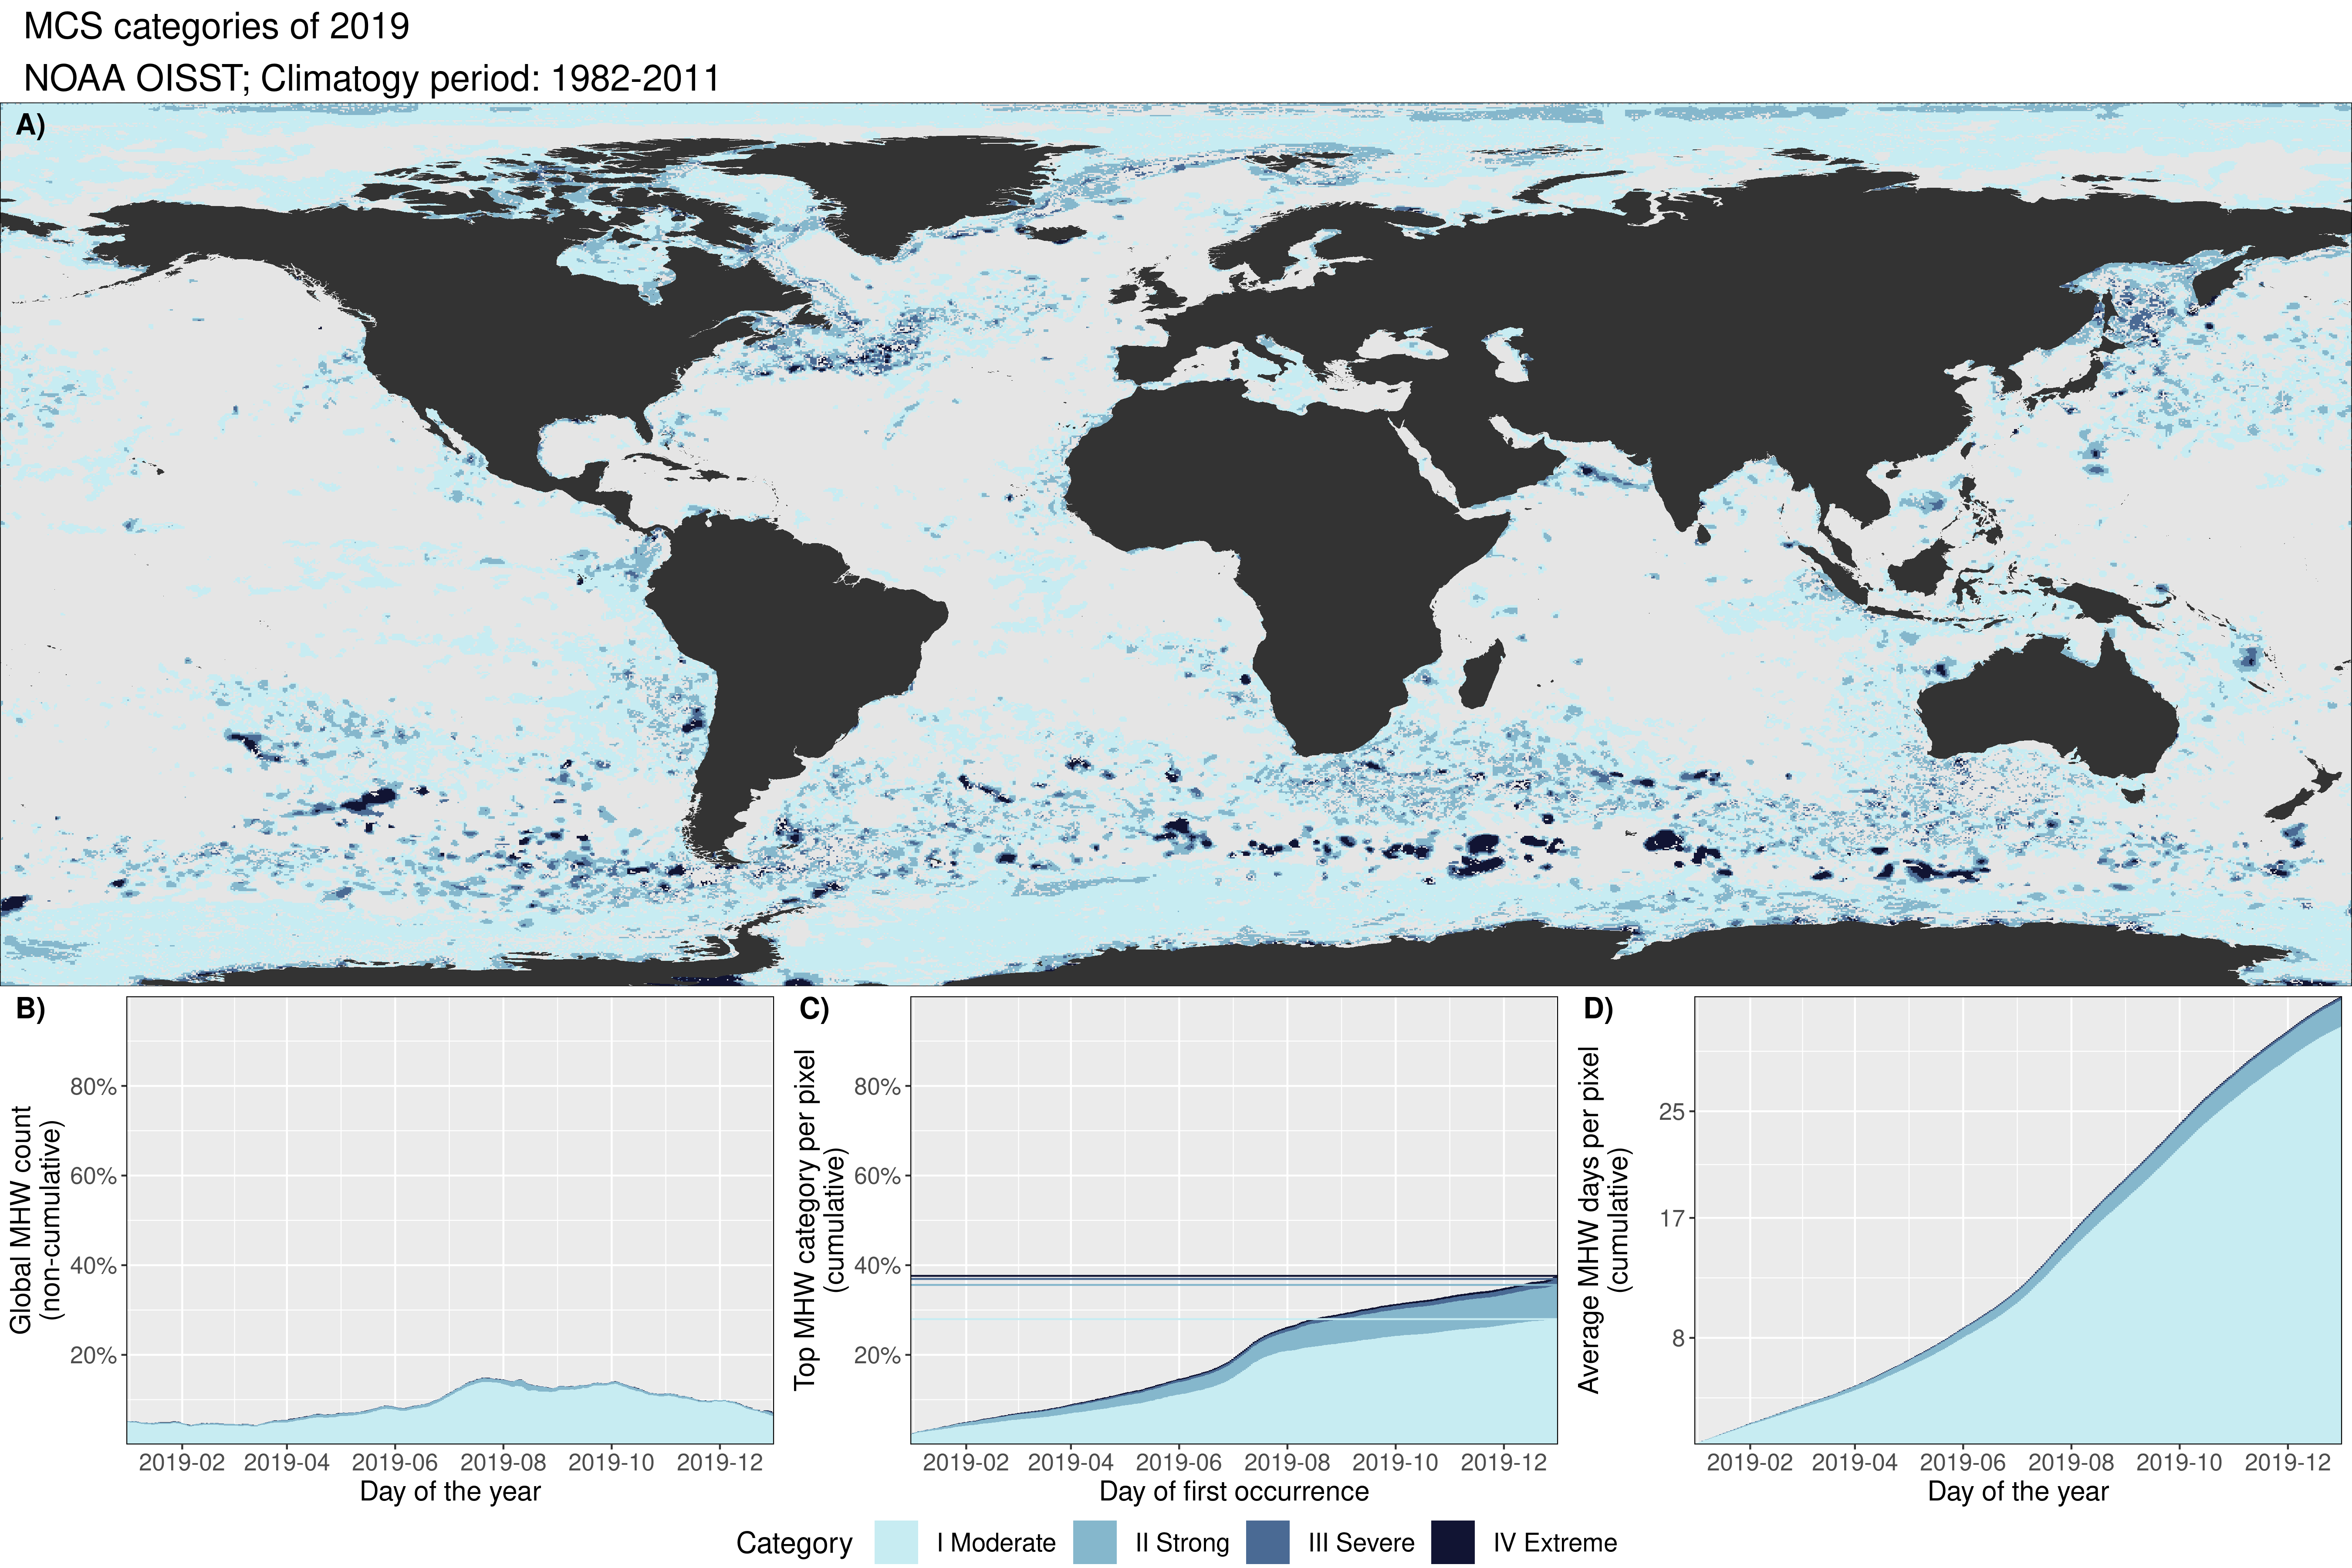 MCS categories of 2019
NOAA OISST; Climatogy period: 1982-2011
A)
B)
Global MHW count
(non-cumulative)
80%
60%
40%
20%
2019-02 2019-04 2019-06 2019-08 2019-10 2019-12
Day of the year
C)
Top MHW category per pixel
(cumulative)
80%
60%
40%
20%
2019-02 2019-04 2019-06 2019-08 2019-10 2019-12
Day of first occurrence
D)
Average MHW days per pixel
(cumulative)
25
17
8
2019-02 2019-04 2019-06 2019-08 2019-10 2019-12
Day of the year
Category I Moderate II Strong III Severe IV Extreme